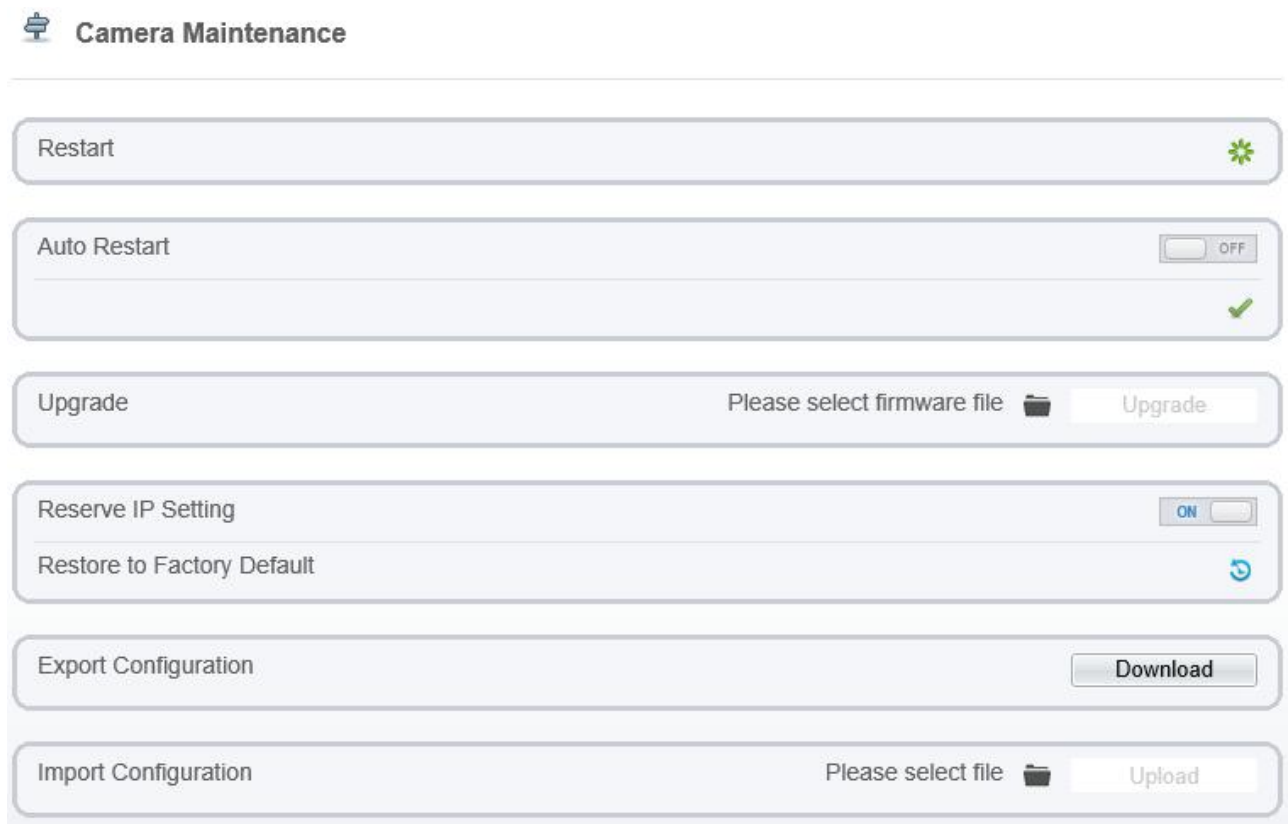 Camera Maintenance
Restart
Auto Restart OFF
Upgrade Please select firmware file Upgrade
Reserve IP Setting ON
Restore to Factory Default
Export Configuration Download
Import Configuration Please select file Upload